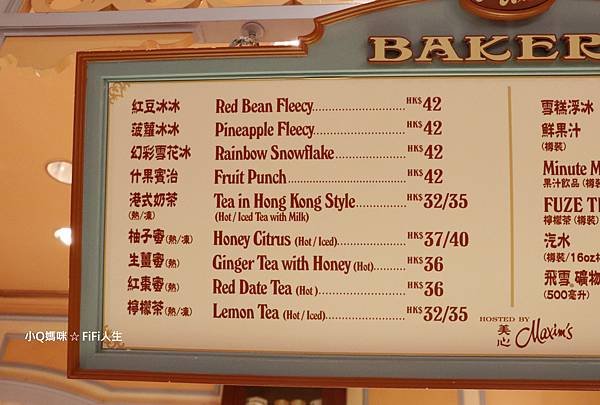 BAKER
紅豆冰冰 Red Bean Fleecy HK$ 42
菠蘿冰冰 Pineapple Fleecy HK$ 42
幻彩雪花冰 Rainbow Snowflake HK$ 42
什果賓治 Fruit Punch HK$ 42
港式奶茶 Tea in Hong Kong Style HK$ 32/35
(熱/凍) (Hot / Iced Tea with Milk)
柚子蜜 (熱/凍) Honey Citrus (Hot / Iced) HK$ 37/40
生薑蜜 (熱) Ginger Tea with Honey (Hot) HK$ 36
紅棗蜜 (熱) Red Date Tea (Hot) HK$ 36
檸檬茶 (熱/凍) Lemon Tea (Hot / Iced) HK$ 32/35
雪糕浮冰
鮮果汁
(樽裝)
Minute M
果汁飲品 (樽
FUZE T
檸檬茶 (樽
汽水
(樽裝/16oz
飛雪礦物
(500毫升)
HOSTED BY
美心 Maxim's
小Q媽咪 ☆ FiFi人生